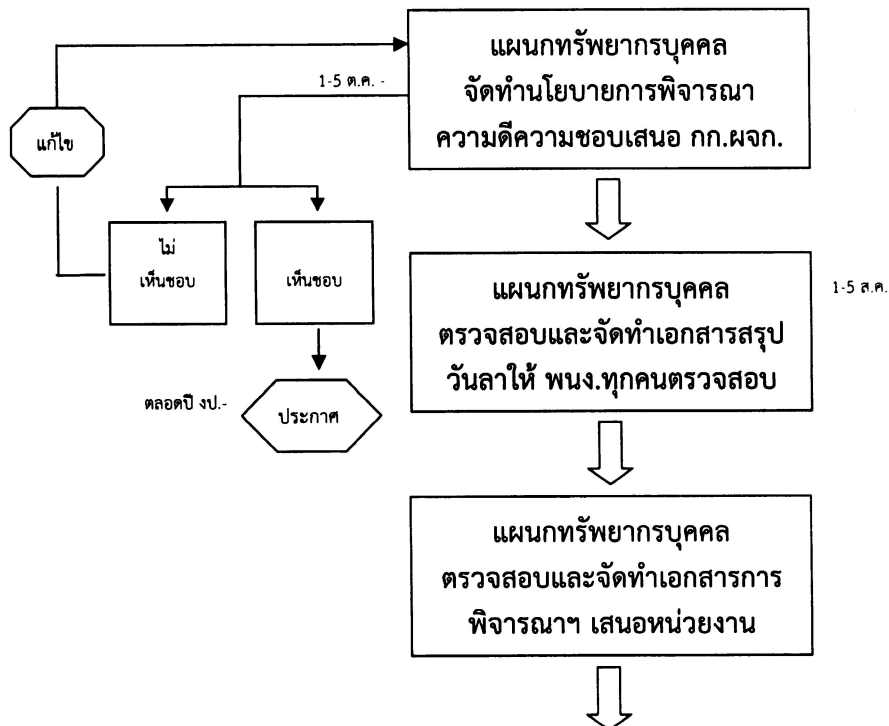 แผนกทรัพยากรบุคคล
จัดทำนโยบายการพิจารณา
ความดีความชอบเสนอ กก.ผจก.
1-5 ต.ค. -
แก้ไข
ไม่
เห็นชอบ
เห็นชอบ
ตลอดปี งป.-
ประกาศ
แผนกทรัพยากรบุคคล
ตรวจสอบและจัดทำเอกสารสรุป
วันลาให้ พนง.ทุกคนตรวจสอบ
1-5 ส.ค.
แผนกทรัพยากรบุคคล
ตรวจสอบและจัดทำเอกสารการ
พิจารณาฯ เสนอหน่วยงาน